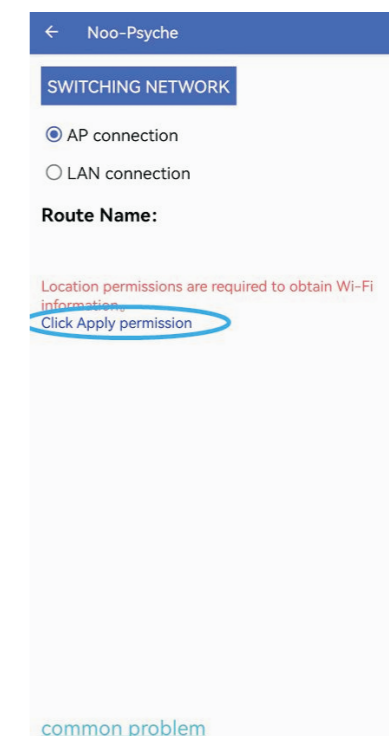 ← Noo-Psyche
SWITCHING NETWORK
AP connection
LAN connection
Route Name:
Location permissions are required to obtain Wi-Fi
information。
Click Apply permission
common problem